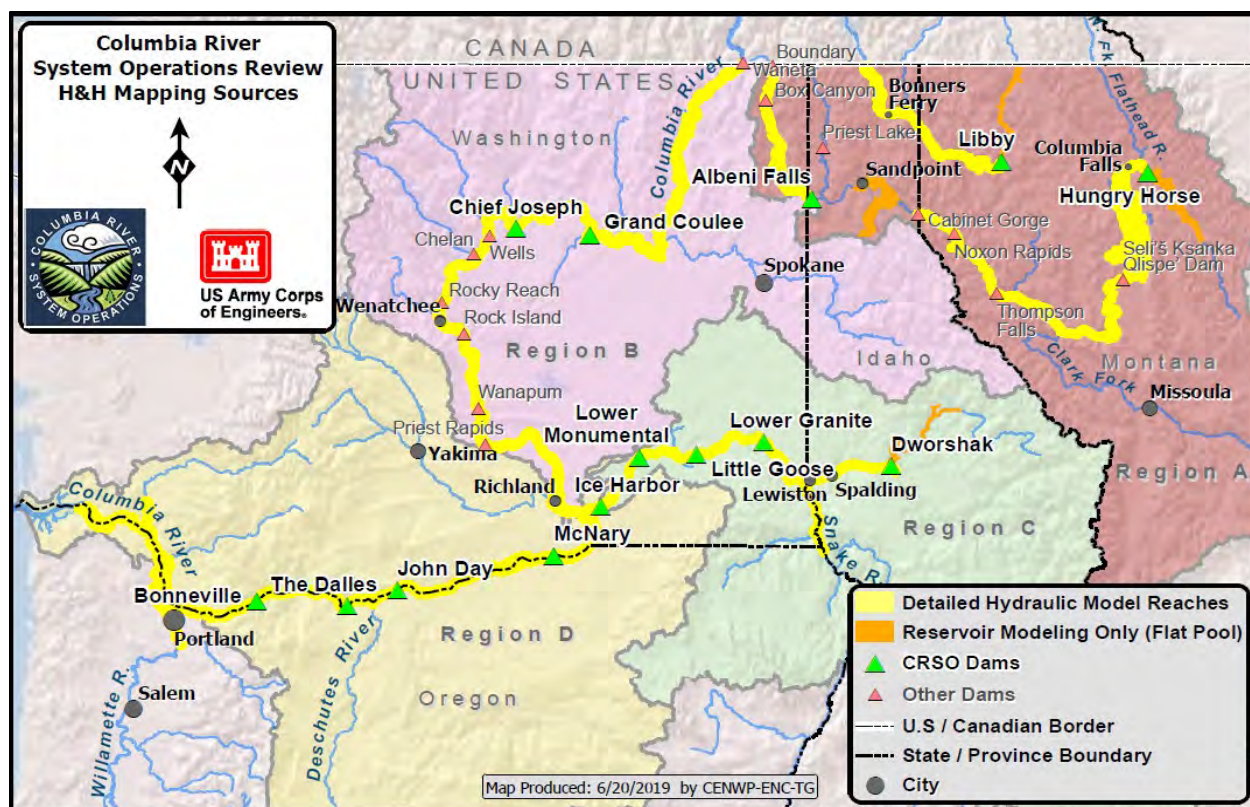 Columbia River
System Operations Review
H&H Mapping Sources
N
COLUMBIA RIVER
SYSTEM OPERATIONS
US Army Corps
of Engineers®
CANADA
UNITED STATES
Washington
Columbia River
Boundary
Waneta
Box Canyon
Bonners
Ferry
N. Fk. Flathead R.
Priest Lake
Libby
Columbia
Falls
Albeni Falls
Sandpoint
Hungry Horse
Chief Joseph
Grand Coulee
Cabinet Gorge
Chelan
Wells
Noxon Rapids
Seli'š Ksanka
Qlispe' Dam
Spokane
Rocky Reach
Wenatchee
Rock Island
Thompson
Falls
Region B
Idaho
Clark Fork
Montana
Missoula
Wanapum
Priest Rapids
Lower
Monumental
Lower Granite
Dworshak
Yakima
Little Goose
Region A
Richland
Ice Harbor
Lewiston
Spalding
Columbia River
McNary
Region C
Snake R.
John Day
The Dalles
Bonneville
Portland
Region D
Deschutes River
Oregon
Salem
Willamette R.
Detailed Hydraulic Model Reaches
Reservoir Modeling Only (Flat Pool)
CRSO Dams
Other Dams
U.S / Canadian Border
State / Province Boundary
City
Map Produced: 6/20/2019 by CENWP-ENC-TG